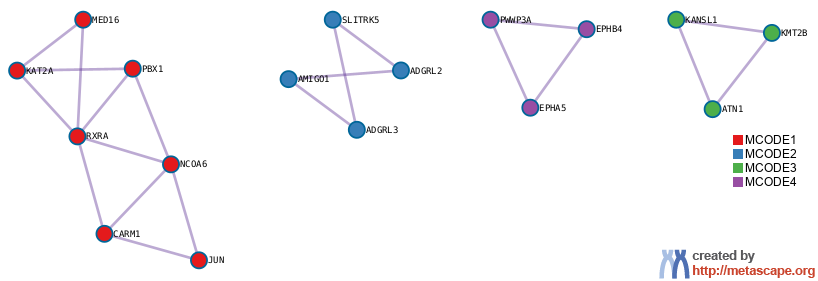 MED16
SLITRK5
PWWP3A
KANSL1
EPHB4
KMT2B
KAT2A
PBX1
AMIGO1
ADGRL2
EPHA5
ATN1
ADGRL3
RXRA
NCOA6
CARM1
JUN
MCODE1
MCODE2
MCODE3
MCODE4
created by
http://metascape.org